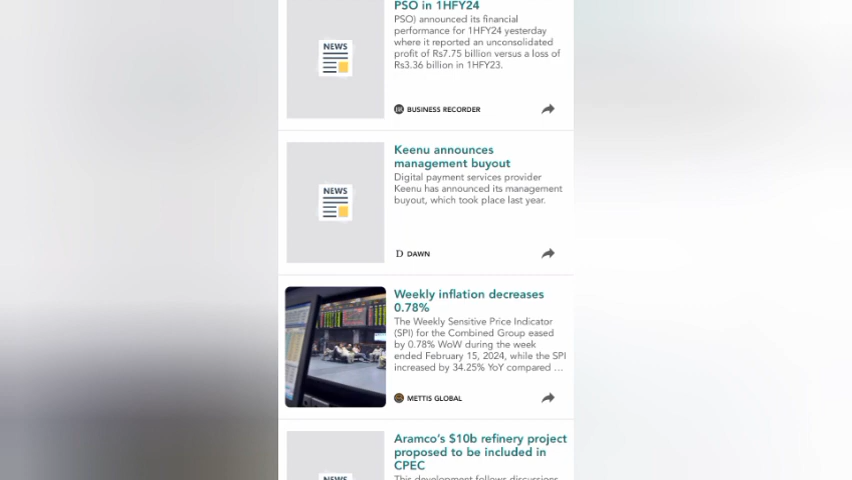 PSO in 1HFY24
PSO) announced its financial
performance for 1HFY24 yesterday
where it reported an unconsolidated
profit of Rs7.75 billion versus a loss of
Rs3.36 billion in 1HFY23.
NEWS
BUSINESS RECORDER
Keenu announces
management buyout
Digital payment services provider
Keenu has announced its management
buyout, which took place last year.
NEWS
D DAWN
Weekly inflation decreases
0.78%
The Weekly Sensitive Price Indicator
(SPI) for the Combined Group eased
by 0.78% WoW during the week
ended February 15, 2024, while the SPI
increased by 34.25% YoY compared ...
METTIS GLOBAL
Aramco's $10b refinery project
proposed to be included in
CPEC
This development follows discussions
NEWS